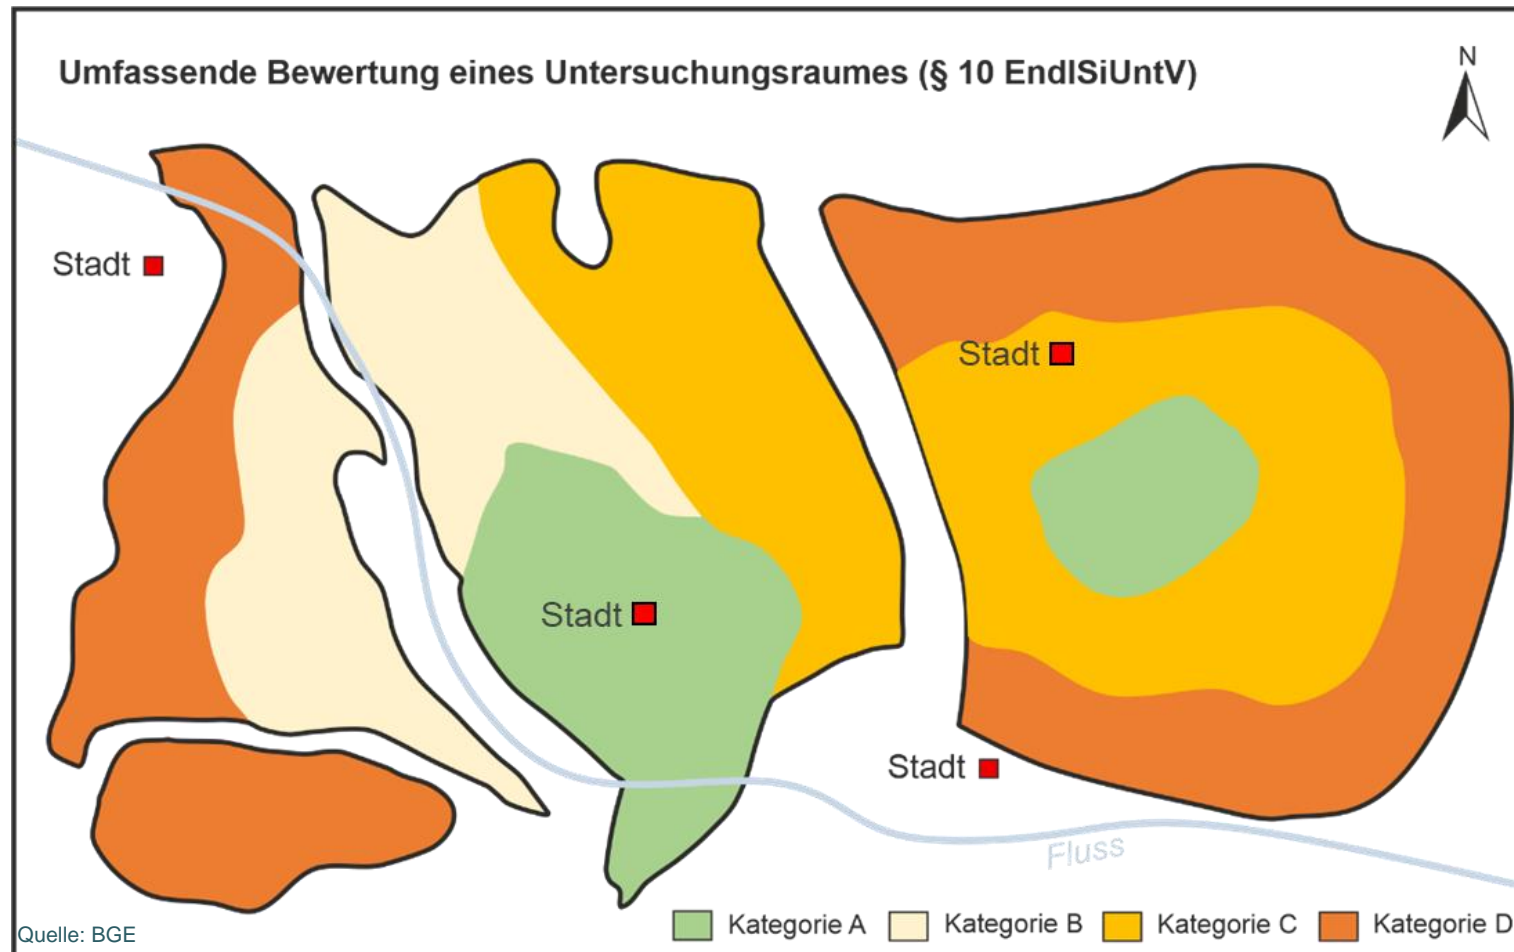 Umfassende Bewertung eines Untersuchungsraumes (§ 10 EndlSiUntV)
N
Stadt
Stadt
Stadt
Stadt
Fluss
Kategorie A
Kategorie B
Kategorie C
Kategorie D
Quelle: BGE